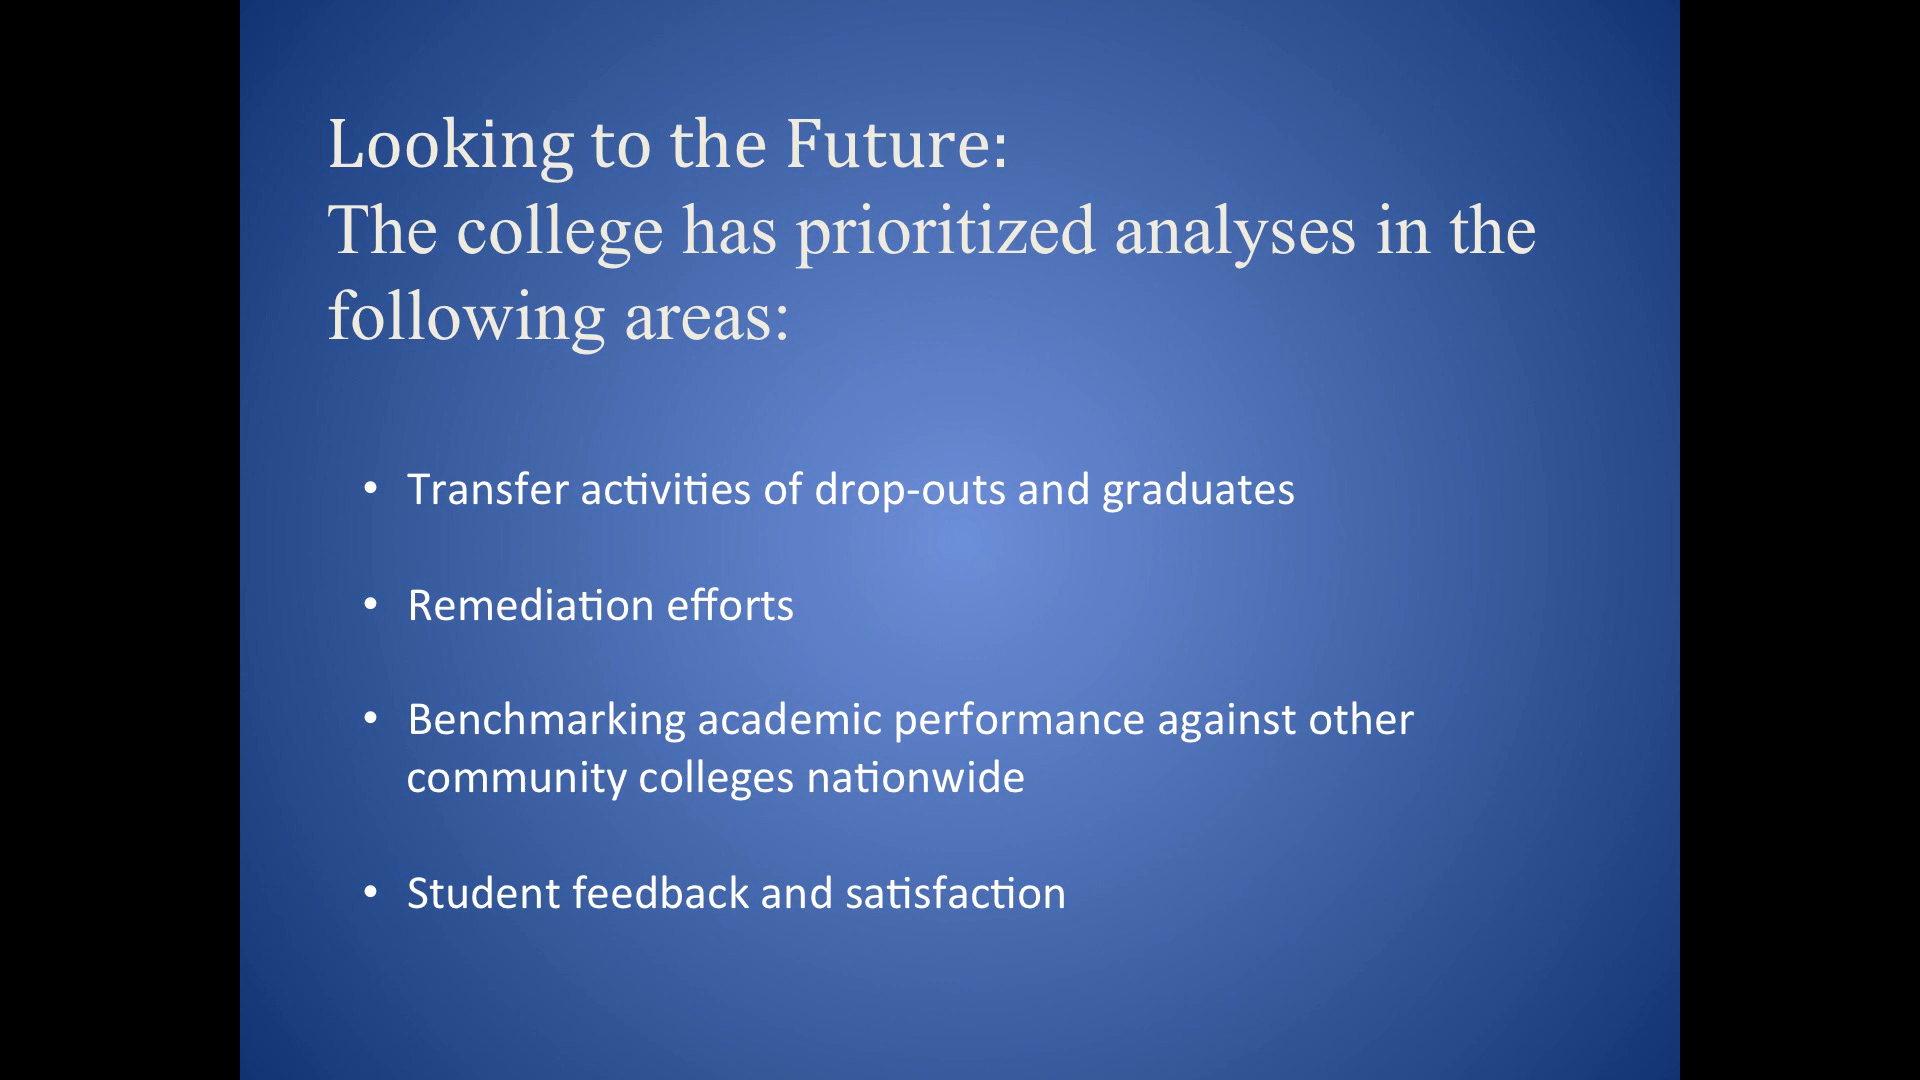 Looking to the Future:
The college has prioritized analyses in the
following areas:
• Transfer activities of drop-outs and graduates
• Remediation efforts
• Benchmarking academic performance against other
community colleges nationwide
• Student feedback and satisfaction